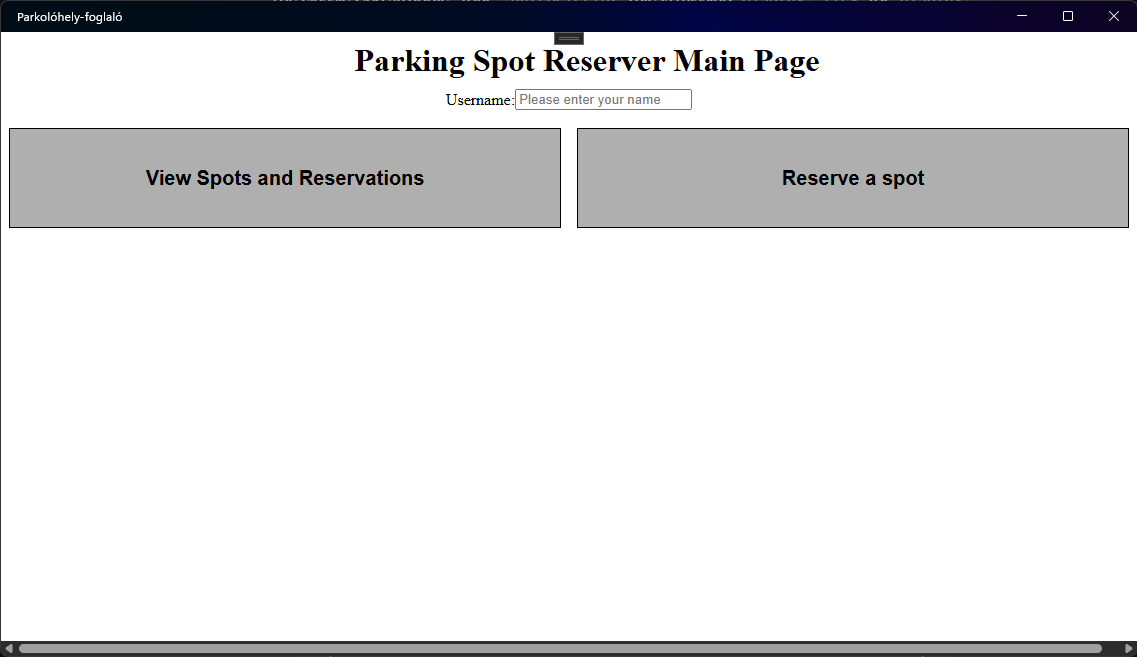 Parkolóhely-foglaló
Parking Spot Reserver Main Page
Username: Please enter your name
View Spots and Reservations
Reserve a spot